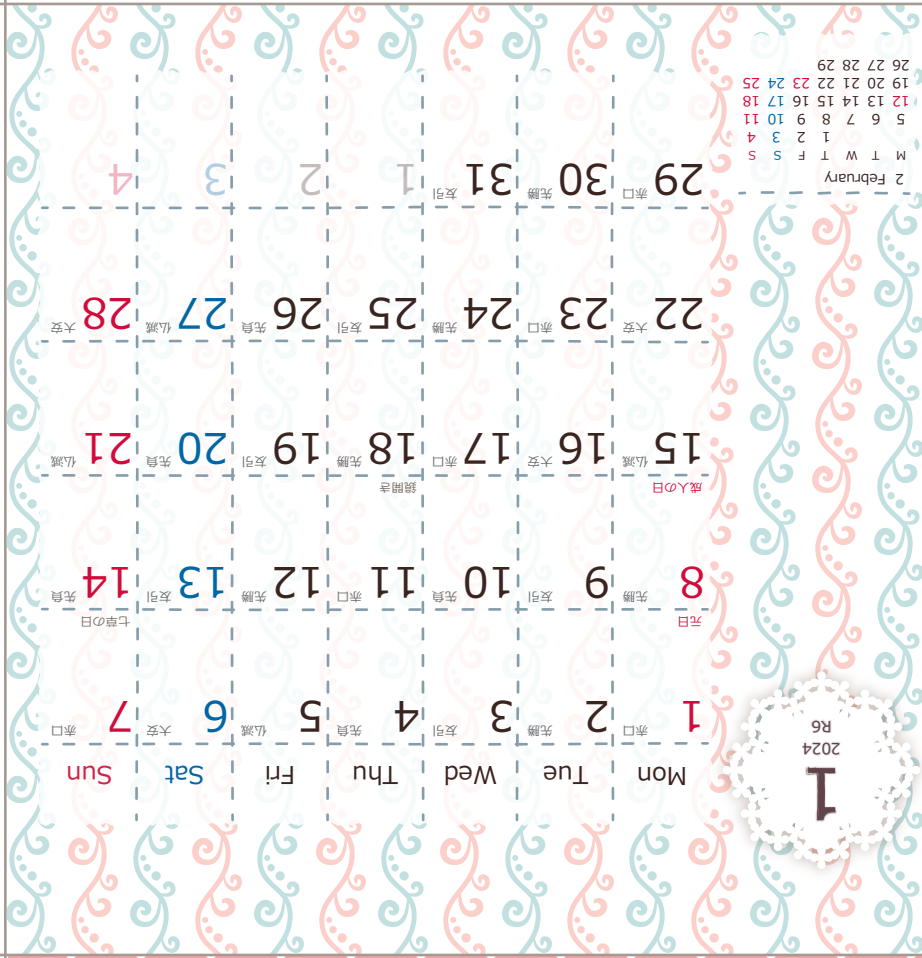 1
2024
R6
Mon Tue Wed Thu Fri Sat Sun
1 赤口 2 先勝 3 友引 4 先負 5 仏滅 6 大安 7 赤口
元日 七草の日
8 先勝 9 友引 10 先負 11 赤口 12 先勝 13 友引 14 先負
成人の日 鏡開き
15 仏滅 16 大安 17 赤口 18 先勝 19 友引 20 先負 21 仏滅
22 大安 23 赤口 24 先勝 25 友引 26 先負 27 仏滅 28 大安
29 赤口 30 先勝 31 友引 1 2 3 4
2 February
M T W T F S S
1 2 3 4
5 6 7 8 9 10 11
12 13 14 15 16 17 18
19 20 21 22 23 24 25
26 27 28 29